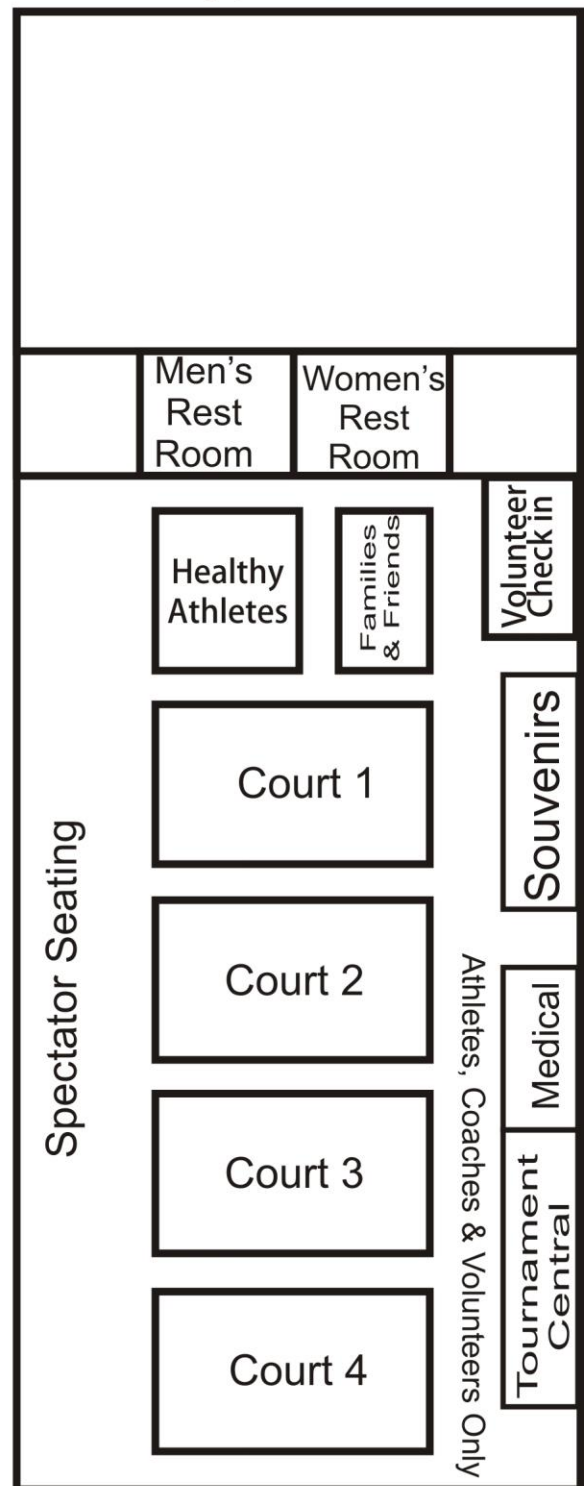 Men's
Rest
Room
Women's
Rest
Room
Healthy
Athletes
Families
& Friends
Volunteer
Check in
Court 1
Souvenirs
Spectator Seating
Court 2
Athletes, Coaches & Volunteers Only
Medical
Court 3
Tournament
Central
Court 4